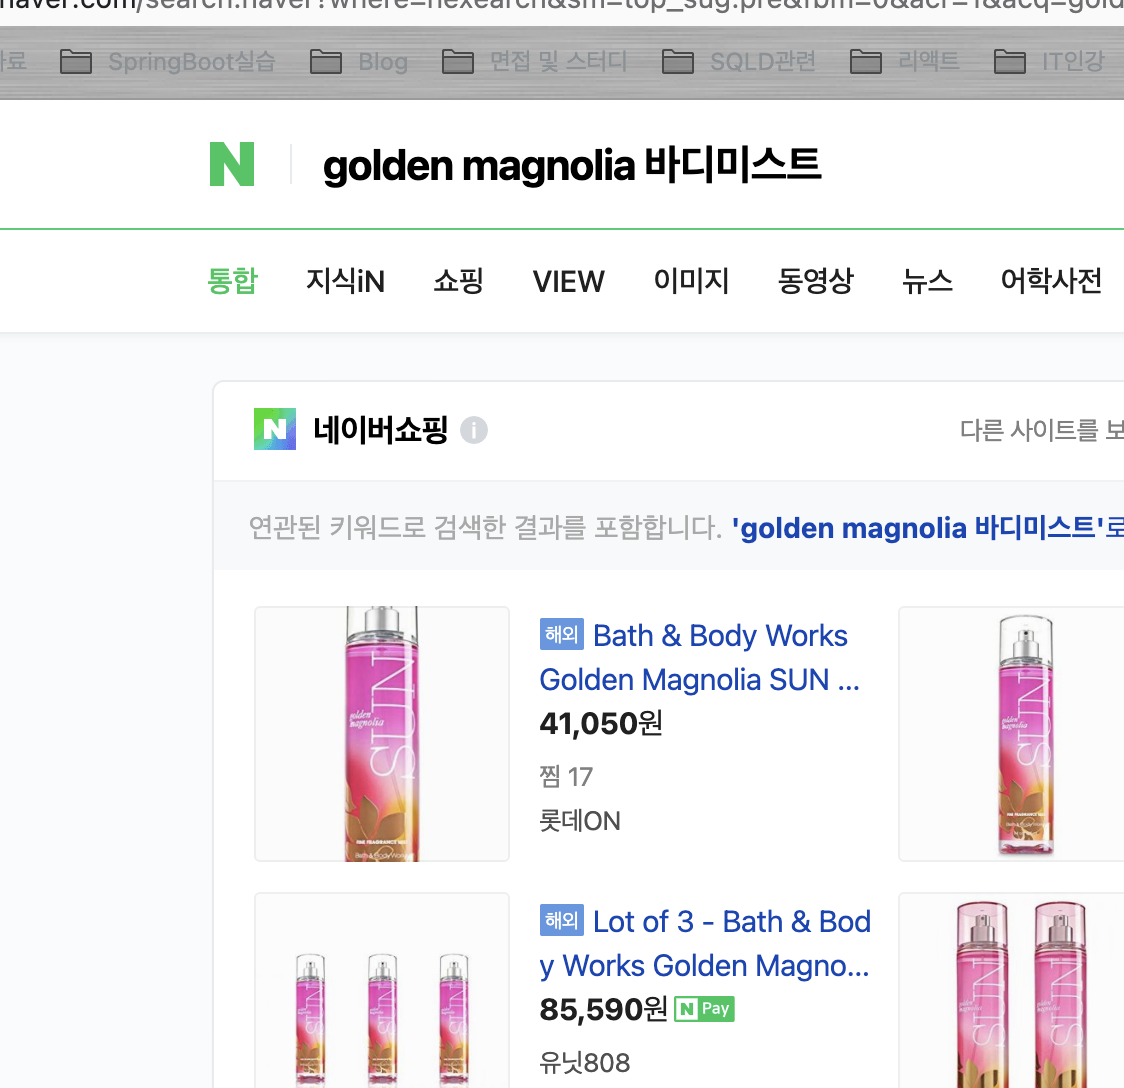 naver.com/search.naver?where=nexearch&sm=top_sug.pre&fbm=0&acr=1&acq=gold
SpringBoot실습 Blog 면접 및 스터디 SQLD관련 리액트 IT인강
N golden magnolia 바디미스트
통합 지식iN 쇼핑 VIEW 이미지 동영상 뉴스 어학사전
N 네이버쇼핑 i 다른 사이트를 보
연관된 키워드로 검색한 결과를 포함합니다. 'golden magnolia 바디미스트'로
golden magnolia SUN
해외 Bath & Body Works
Golden Magnolia SUN ...
41,050원
찜 17
롯데ON
golden magnolia SUN
해외 Lot of 3 - Bath & Bod
y Works Golden Magno...
85,590원 N Pay
유닛808